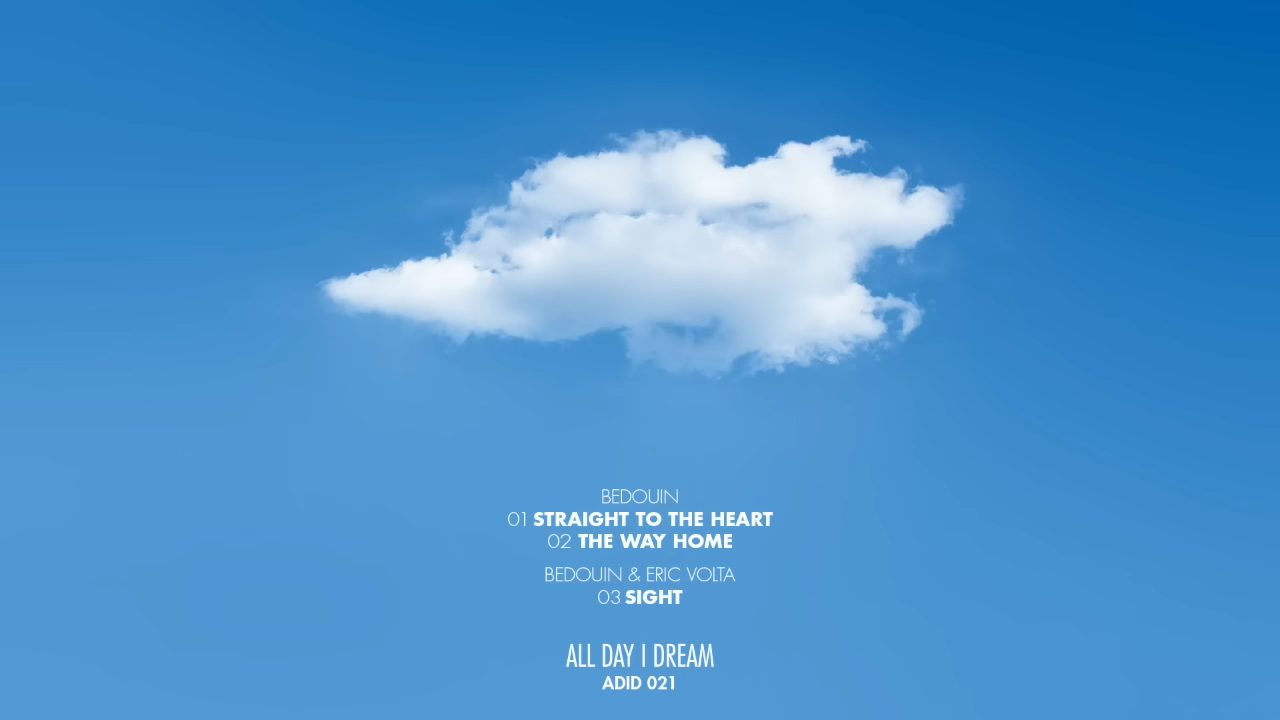 BEDOUIN
01 STRAIGHT TO THE HEART
02 THE WAY HOME
BEDOUIN & ERIC VOLTA
03 SIGHT
ALL DAY I DREAM
ADID 021